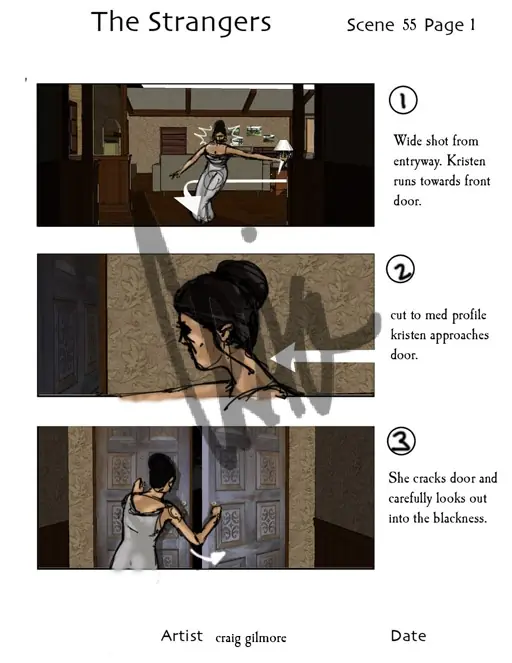 The Strangers
Scene 55 Page 1
1
Wide shot from
entryway. Kristen
runs towards front
door.
2
cut to med profile
kristen approaches
door.
3
She cracks door and
carefully looks out
into the blackness.
Artist craig gilmore
Date